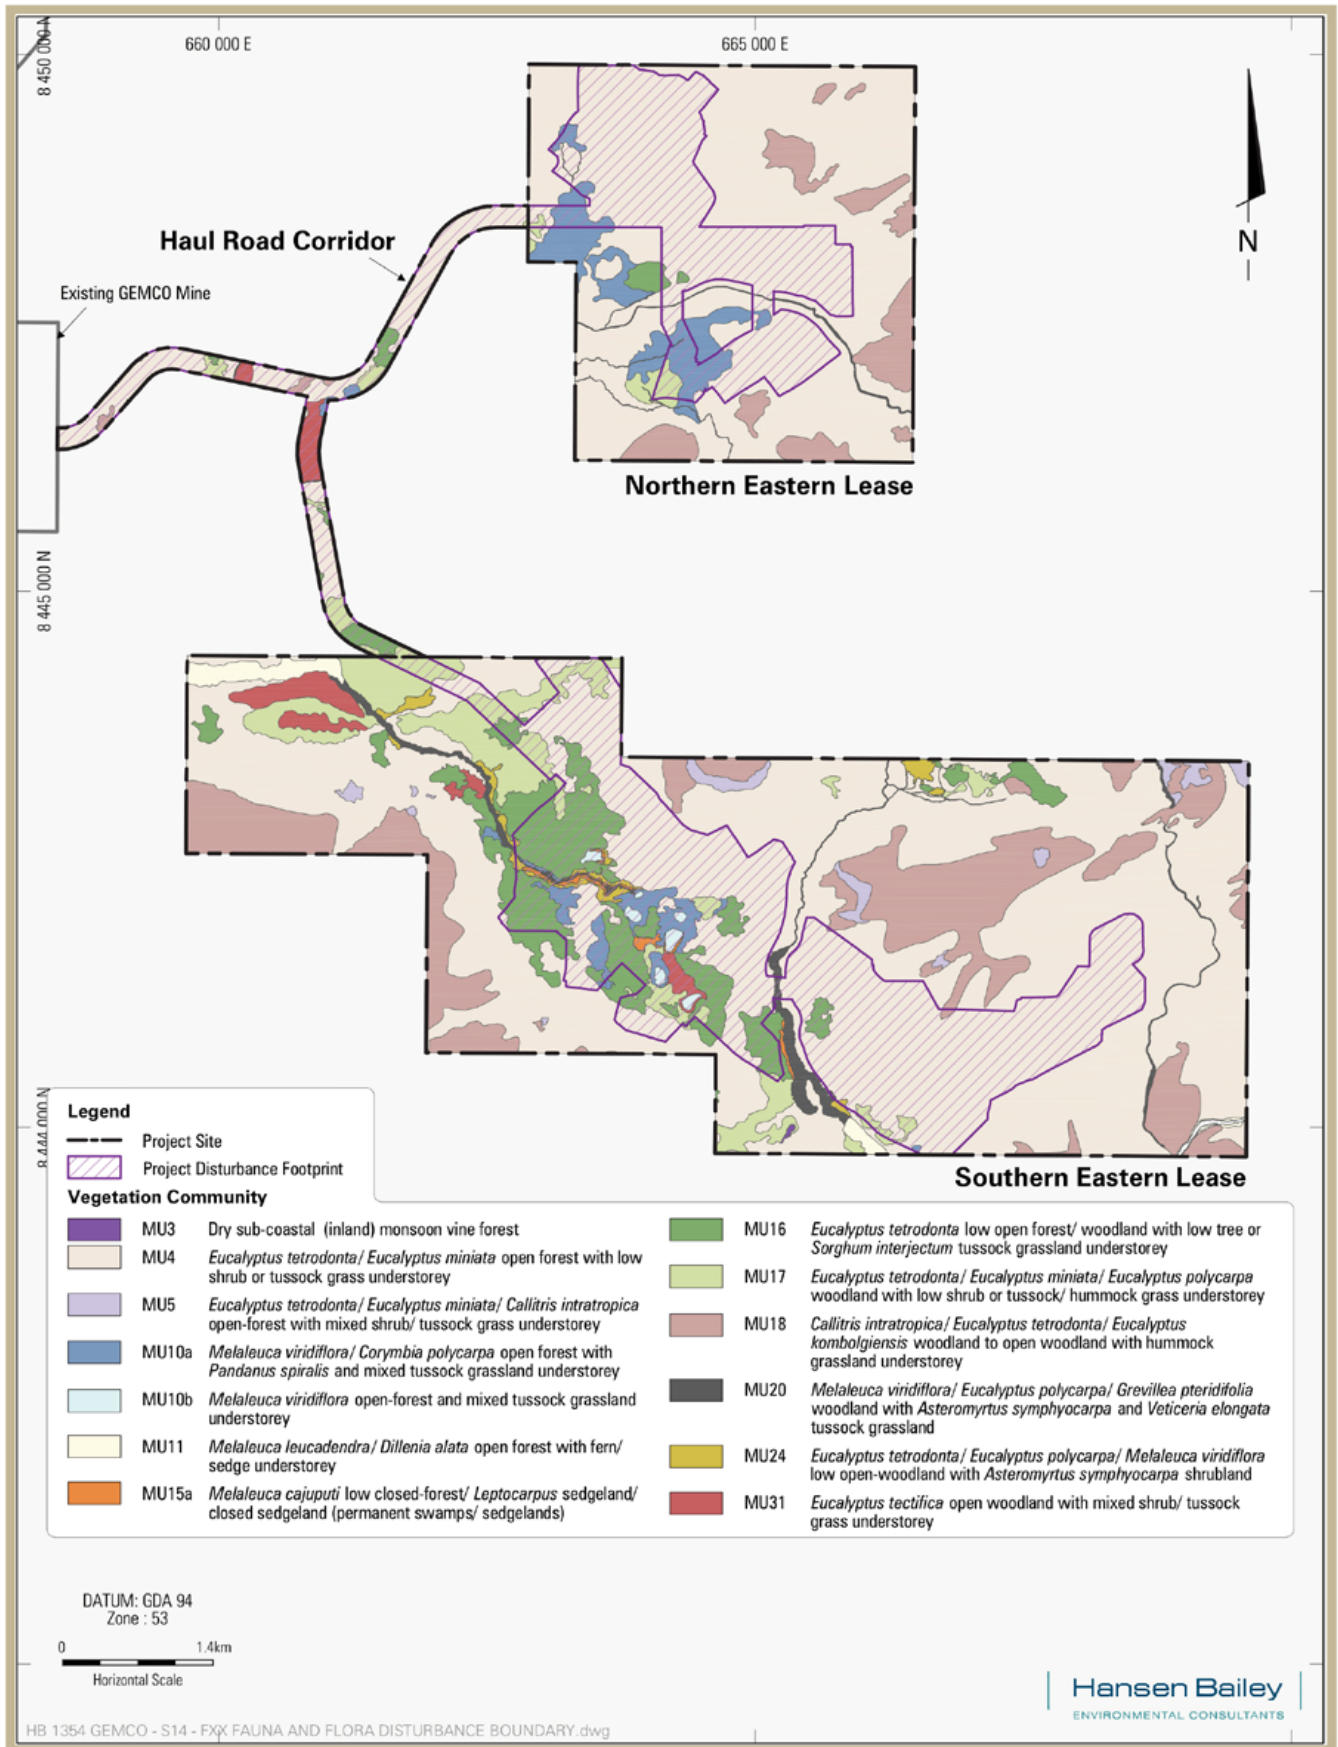 660 000 E
665 000 E
8 450 000 N
N
Haul Road Corridor
Existing GEMCO Mine
Northern Eastern Lease
8 445 000 N
8 444 000 N
Southern Eastern Lease
Legend
Project Site
Project Disturbance Footprint
Vegetation Community
MU3 Dry sub-coastal (inland) monsoon vine forest
MU4 Eucalyptus tetrodonta/ Eucalyptus miniata open forest with low
shrub or tussock grass understorey
MU5 Eucalyptus tetrodonta/ Eucalyptus miniata/ Callitris intratropica
open-forest with mixed shrub/ tussock grass understorey
MU10a Melaleuca viridiflora/ Corymbia polycarpa open forest with
Pandanus spiralis and mixed tussock grassland understorey
MU10b Melaleuca viridiflora open-forest and mixed tussock grassland
understorey
MU11 Melaleuca leucadendra/ Dillenia alata open forest with fern/
sedge understorey
MU15a Melaleuca cajuputi low closed-forest/ Leptocarpus sedgeland/
closed sedgeland (permanent swamps/ sedgelands)
MU16 Eucalyptus tetrodonta low open forest/ woodland with low tree or
Sorghum interjectum tussock grassland understorey
MU17 Eucalyptus tetrodonta/ Eucalyptus miniata/ Eucalyptus polycarpa
woodland with low shrub or tussock/ hummock grass understorey
MU18 Callitris intratropica/ Eucalyptus tetrodonta/ Eucalyptus
kombolgiensis woodland to open woodland with hummock
grassland understorey
MU20 Melaleuca viridiflora/ Eucalyptus polycarpa/ Grevillea pteridifolia
woodland with Asteromyrtus symphyocarpa and Veticeria elongata
tussock grassland
MU24 Eucalyptus tetrodonta/ Eucalyptus polycarpa/ Melaleuca viridiflora
low open-woodland with Asteromyrtus symphyocarpa shrubland
MU31 Eucalyptus tectifica open woodland with mixed shrub/ tussock
grass understorey
DATUM: GDA 94
Zone : 53
0 1.4km
Horizontal Scale
Hansen Bailey
ENVIRONMENTAL CONSULTANTS
HB 1354 GEMCO - S14 - FXX FAUNA AND FLORA DISTURBANCE BOUNDARY.dwg